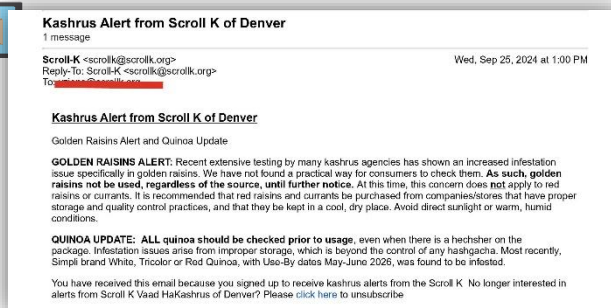 Kashrus Alert from Scroll K of Denver
1 message
Scroll-K <scrollk@scrollk.org>
Wed, Sep 25, 2024 at 1:00 PM
Reply-To: Scroll-K <scrollk@scrollk.org>
To:
Kashrus Alert from Scroll K of Denver
Golden Raisins Alert and Quinoa Update
GOLDEN RAISINS ALERT: Recent extensive testing by many kashrus agencies has shown an increased infestation
issue specifically in golden raisins. We have not found a practical way for consumers to check them. As such, golden
raisins not be used, regardless of the source, until further notice. At this time, this concern does not apply to red
raisins or currants. It is recommended that red raisins and currants be purchased from companies/stores that have proper
storage and quality control practices, and that they be kept in a cool, dry place. Avoid direct sunlight or warm, humid
conditions.
QUINOA UPDATE: ALL quinoa should be checked prior to usage, even when there is a hechsher on the
package. Infestation issues arise from improper storage, which is beyond the control of any hashgacha. Most recently,
Simpli brand White, Tricolor or Red Quinoa, with Use-By dates May-June 2026, was found to be infested.
You have received this email because you signed up to receive kashrus alerts from the Scroll K No longer interested in
alerts from Scroll K Vaad HaKashrus of Denver? Please click here to unsubscribe